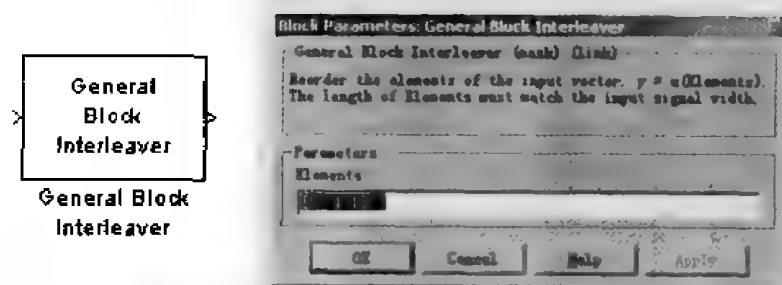 General
Block
Interleaver
General Block
Interleaver
Block Parameters: General Block Interleaver
General Block Interleaver (mask) (link)
Reorder the elements of the input vector. y = u(Elements).
The length of Elements must match the input signal width.
Parameters
Elements
OK
Cancel
Help
Apply